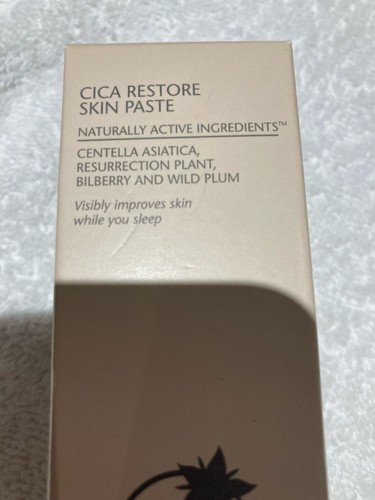 CICA RESTORE
SKIN PASTE
NATURALLY ACTIVE INGREDIENTS™
CENTELLA ASIATICA,
RESURRECTION PLANT,
BILBERRY AND WILD PLUM
Visibly improves skin
while you sleep